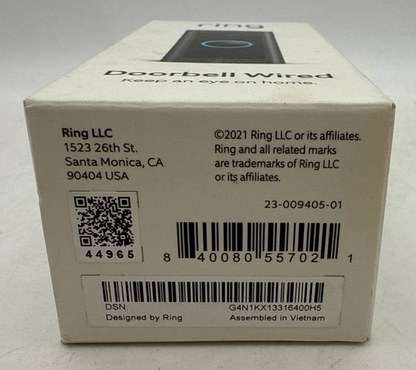 ring
Doorbell Wired
Keep an eye on home.
Ring LLC
1523 26th St.
Santa Monica, CA
90404 USA
©2021 Ring LLC or its affiliates.
Ring and all related marks
are trademarks of Ring LLC
or its affiliates.
23-009405-01
44965
8 40080 55702 1
DSN: G4N1KX13316400H5
Designed by Ring Assembled in Vietnam